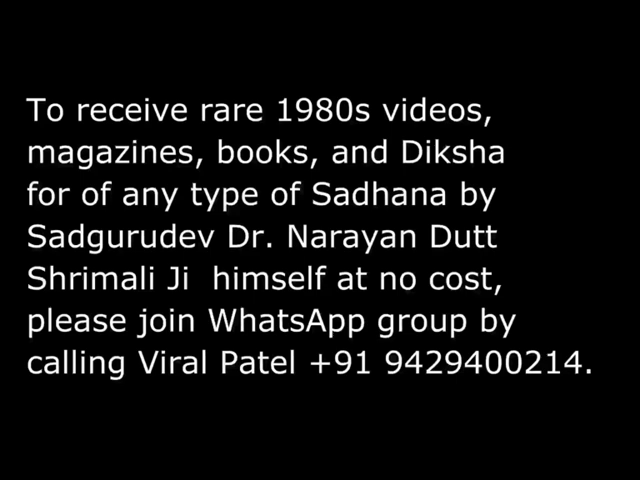 To receive rare 1980s videos,
magazines, books, and Diksha
for of any type of Sadhana by
Sadgurudev Dr. Narayan Dutt
Shrimali Ji  himself at no cost,
please join WhatsApp group by
calling Viral Patel +91 9429400214.